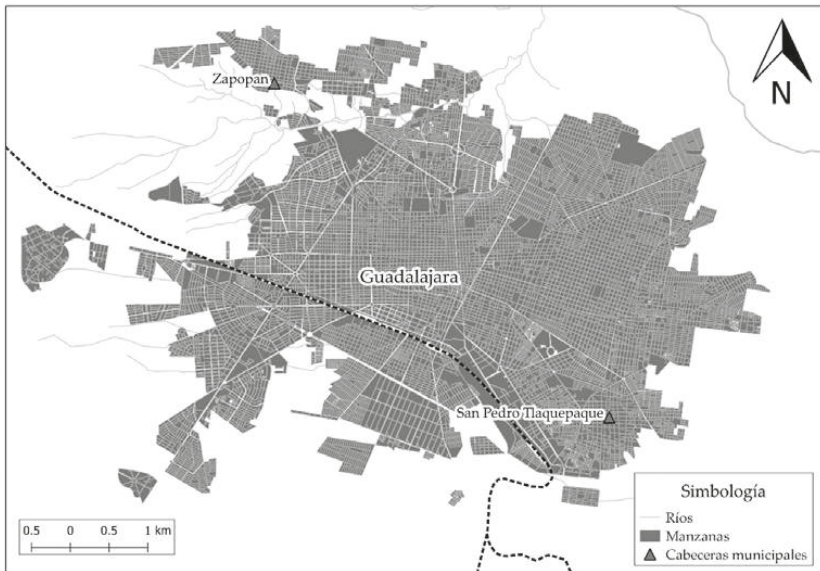 Zapopan
N
Guadalajara
San Pedro Tlaquepaque
Simbología
Ríos
Manzanas
Cabeceras municipales
0.5 0 0.5 1 km